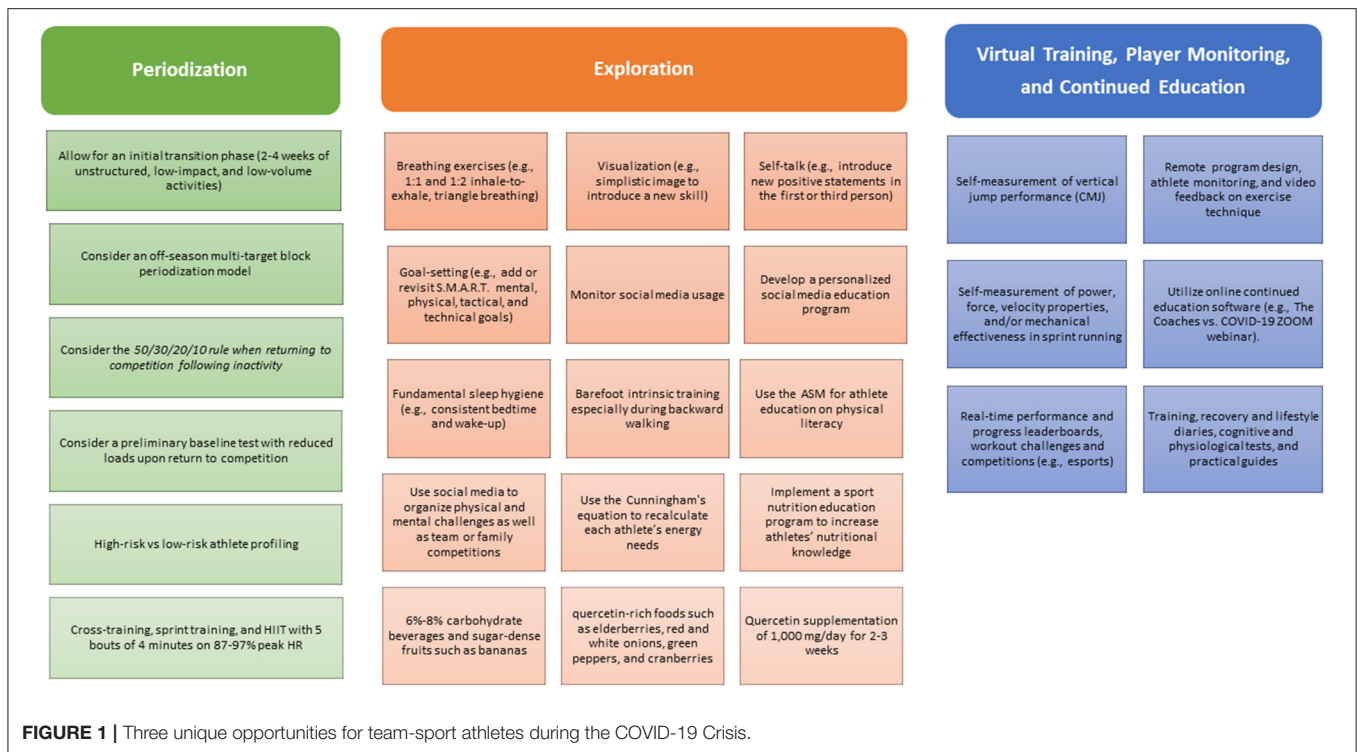 Periodization
Allow for an initial transition phase (2-4 weeks of
unstructured, low-impact, and low-volume
activities)
Consider an off-season multi-target block
periodization model
Consider the 50/30/20/10 rule when returning to
competition following inactivity
Consider a preliminary baseline test with reduced
loads upon return to competition
High-risk vs low-risk athlete profiling
Cross-training, sprint training, and HIIT with 5
bouts of 4 minutes on 87-97% peak HR
Exploration
Breathing exercises (e.g.,
1:1 and 1:2 inhale-to-
exhale, triangle breathing)
Visualization (e.g.,
simplistic image to
introduce a new skill)
Self-talk (e.g., introduce
new positive statements in
the first or third person)
Goal-setting (e.g., add or
revisit S.M.A.R.T. mental,
physical, tactical, and
technical goals)
Monitor social media usage
Develop a personalized
social media education
program
Fundamental sleep hygiene
(e.g., consistent bedtime
and wake-up)
Barefoot intrinsic training
especially during backward
walking
Use the ASM for athlete
education on physical
literacy
Use social media to
organize physical and
mental challenges as well
as team or family
competitions
Use the Cunningham's
equation to recalculate
each athlete's energy
needs
Implement a sport
nutrition education
program to increase
athletes' nutritional
knowledge
6%-8% carbohydrate
beverages and sugar-dense
fruits such as bananas
quercetin-rich foods such
as elderberries, red and
white onions, green
peppers, and cranberries
Quercetin supplementation
of 1,000 mg/day for 2-3
weeks
Virtual Training, Player Monitoring,
and Continued Education
Self-measurement of vertical
jump performance (CMJ)
Remote program design,
athlete monitoring, and video
feedback on exercise
technique
Self-measurement of power,
force, velocity properties,
and/or mechanical
effectiveness in sprint running
Utilize online continued
education software (e.g., The
Coaches vs. COVID-19 ZOOM
webinar).
Real-time performance and
progress leaderboards,
workout challenges and
competitions (e.g., esports)
Training, recovery and lifestyle
diaries, cognitive and
physiological tests, and
practical guides
FIGURE 1 | Three unique opportunities for team-sport athletes during the COVID-19 Crisis.